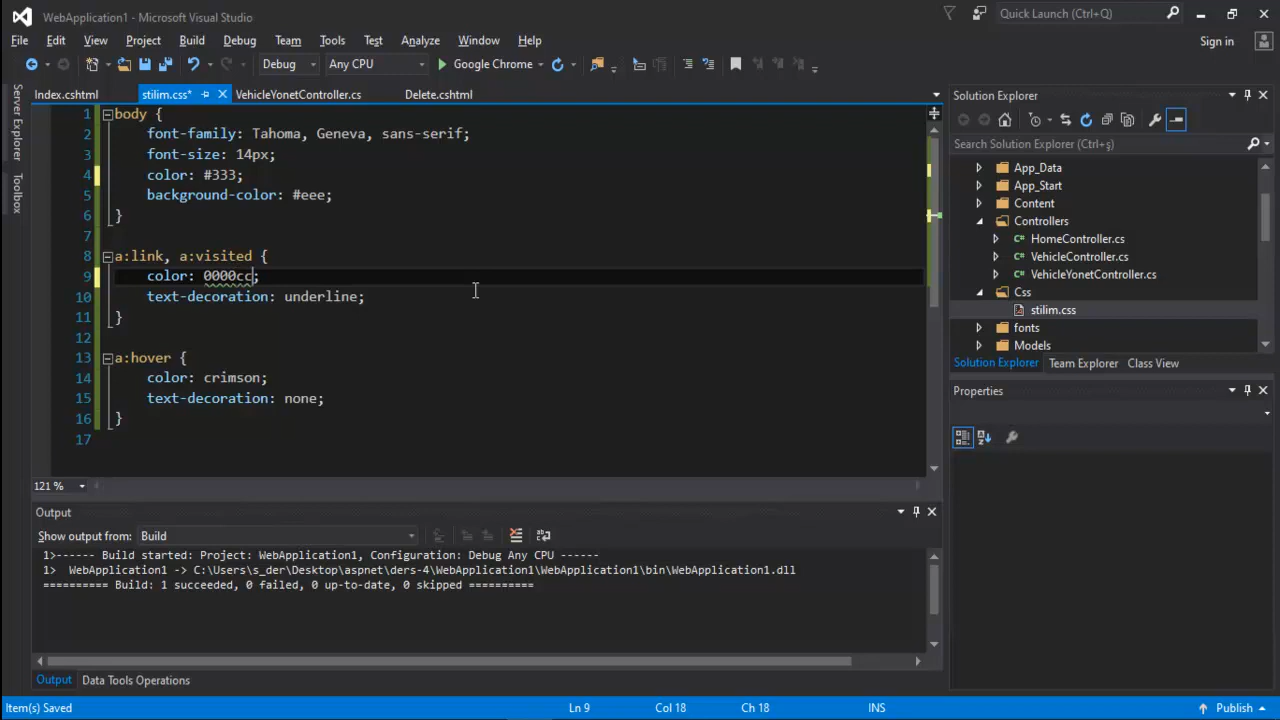 WebApplication1 - Microsoft Visual Studio
Quick Launch (Ctrl+Q)
File Edit View Project Build Debug Team Tools Test Analyze Window Help
Sign in
Debug Any CPU Google Chrome
Index.cshtml stilim.css* VehicleYonetController.cs Delete.cshtml
Server Explorer
Toolbox
1 body {
2 font-family: Tahoma, Geneva, sans-serif;
3 font-size: 14px;
4 color: #333;
5 background-color: #eee;
6 }
7
8 a:link, a:visited {
9 color: 0000cc;
10 text-decoration: underline;
11 }
12
13 a:hover {
14 color: crimson;
15 text-decoration: none;
16 }
17
121 %
Solution Explorer
Search Solution Explorer (Ctrl+ş)
App_Data
App_Start
Content
Controllers
C# HomeController.cs
C# VehicleController.cs
C# VehicleYonetController.cs
Css
stilim.css
fonts
Models
Solution Explorer Team Explorer Class View
Properties
Output
Show output from: Build
1>------ Build started: Project: WebApplication1, Configuration: Debug Any CPU ------
1>  WebApplication1 -> C:\Users\s_der\Desktop\aspnet\ders-4\WebApplication1\WebApplication1\bin\WebApplication1.dll
========== Build: 1 succeeded, 0 failed, 0 up-to-date, 0 skipped ==========
Output Data Tools Operations
Item(s) Saved Ln 9 Col 18 Ch 18 INS Publish